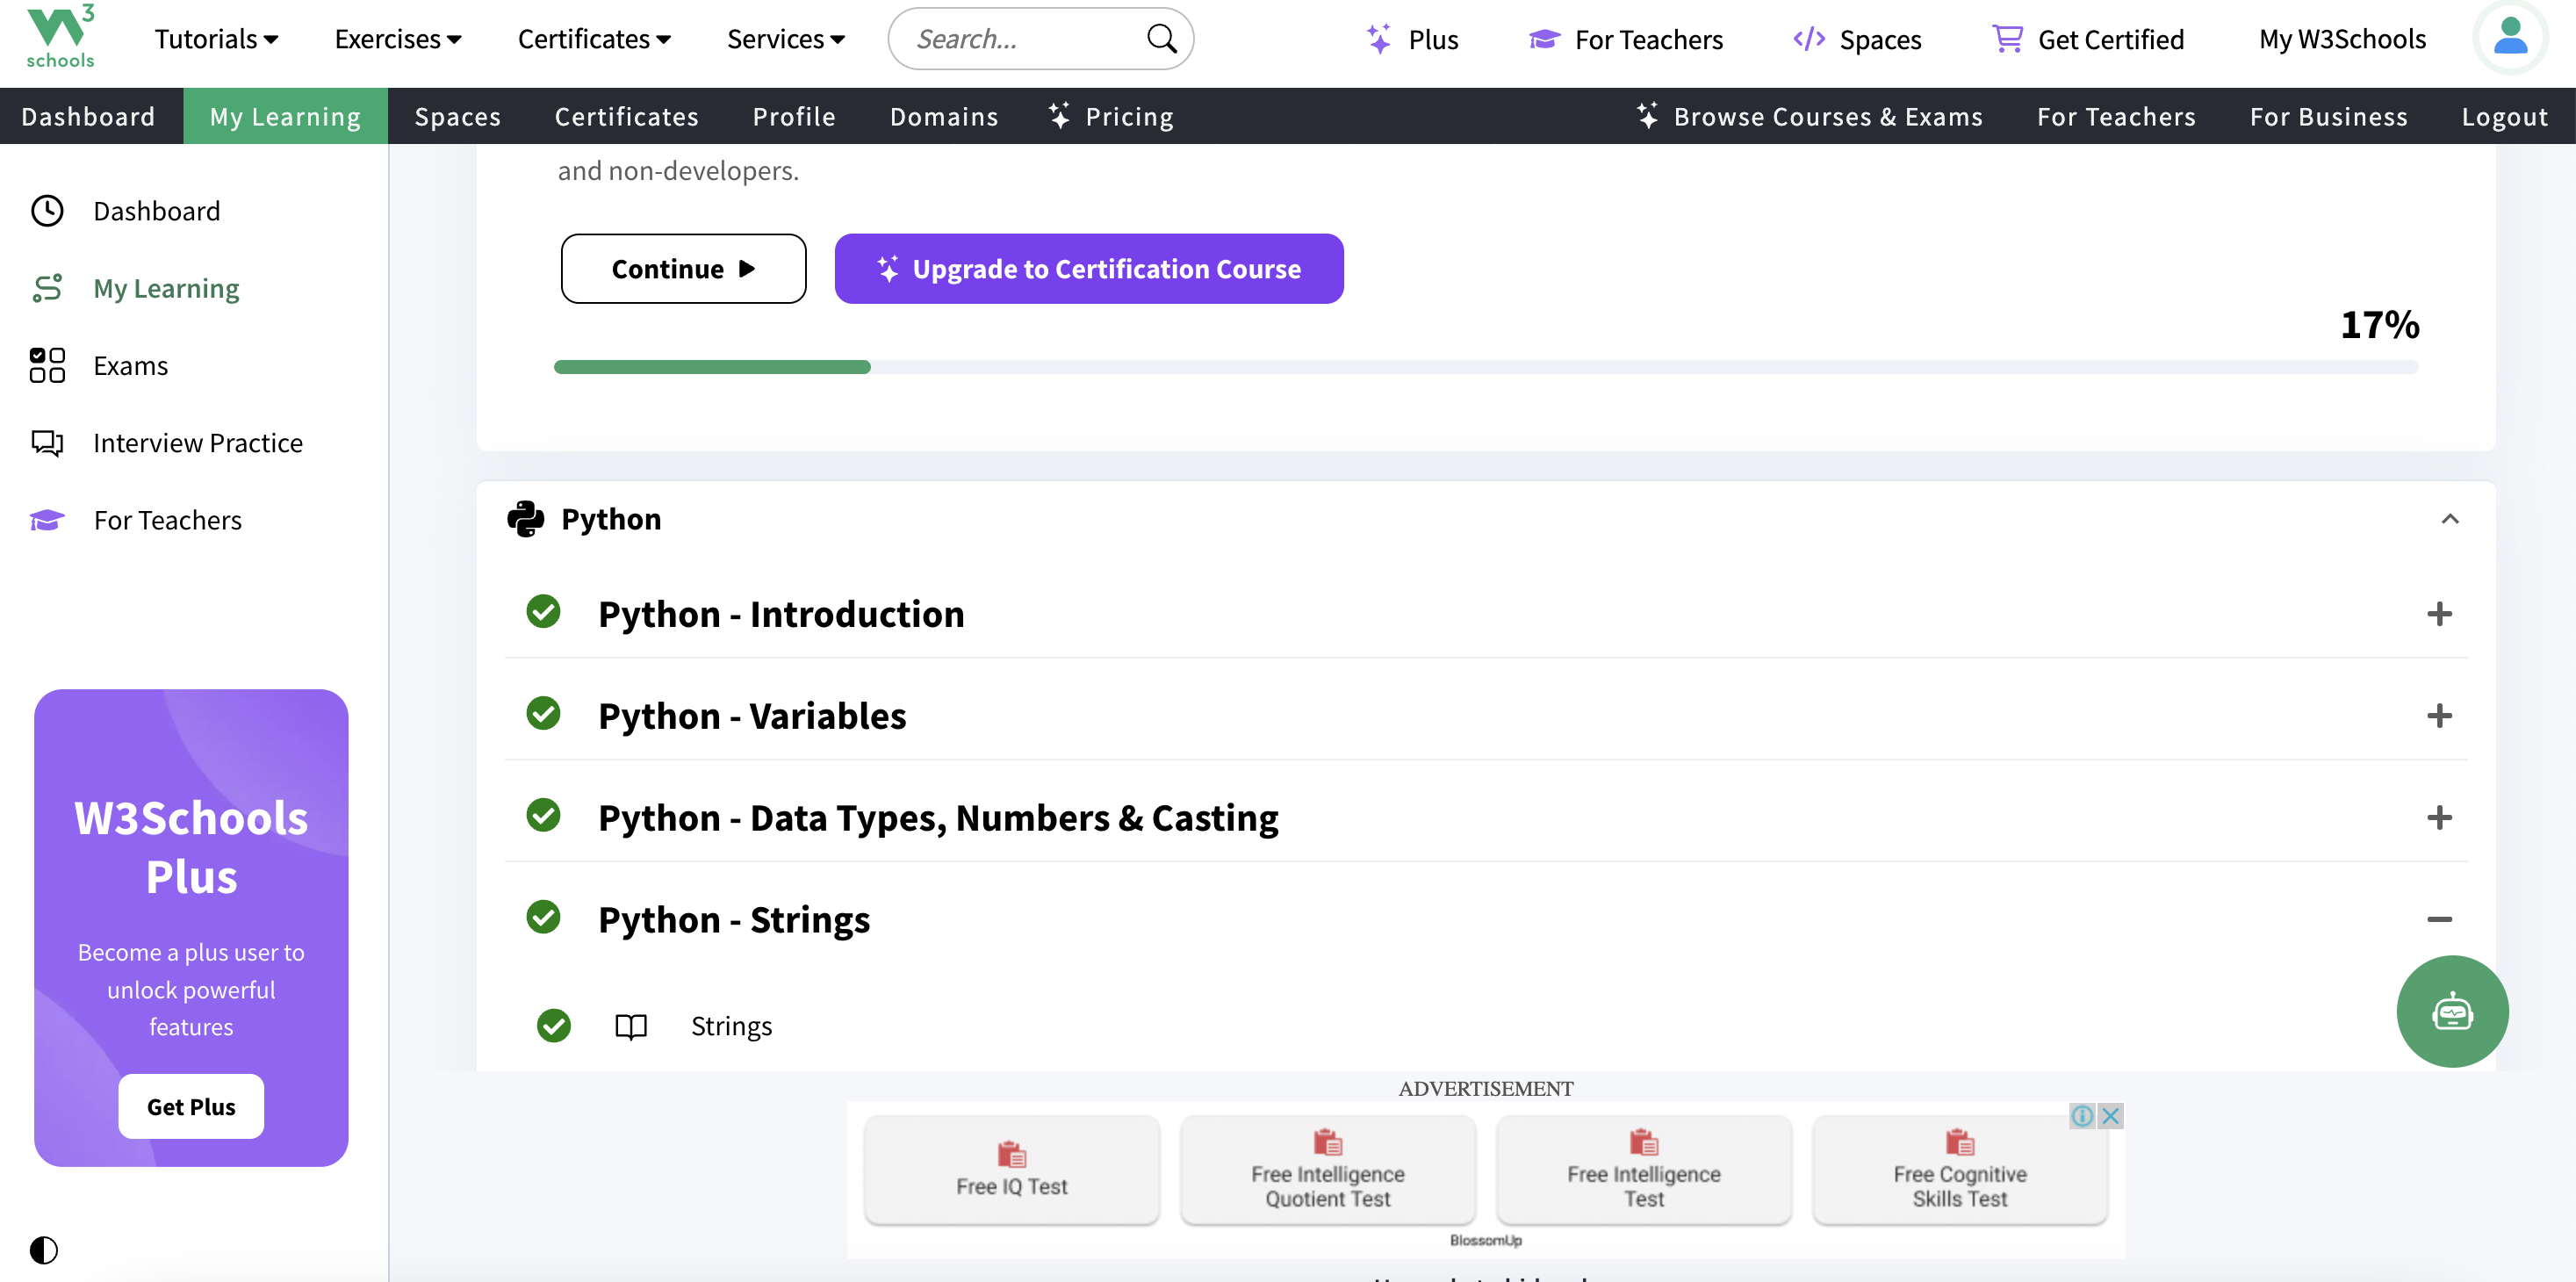 3
schools
Tutorials
Exercises
Certificates
Services
Search...
Plus
For Teachers
Spaces
Get Certified
My W3Schools
Dashboard
My Learning
Spaces
Certificates
Profile
Domains
Pricing
Browse Courses & Exams
For Teachers
For Business
Logout
Dashboard
My Learning
Exams
Interview Practice
For Teachers
W3Schools
Plus
Become a plus user to
unlock powerful
features
Get Plus
and non-developers.
Continue
Upgrade to Certification Course
17%
Python
Python - Introduction
Python - Variables
Python - Data Types, Numbers & Casting
Python - Strings
Strings
ADVERTISEMENT
Free IQ Test
Free Intelligence
Quotient Test
Free Intelligence
Test
Free Cognitive
Skills Test
BlossomUp